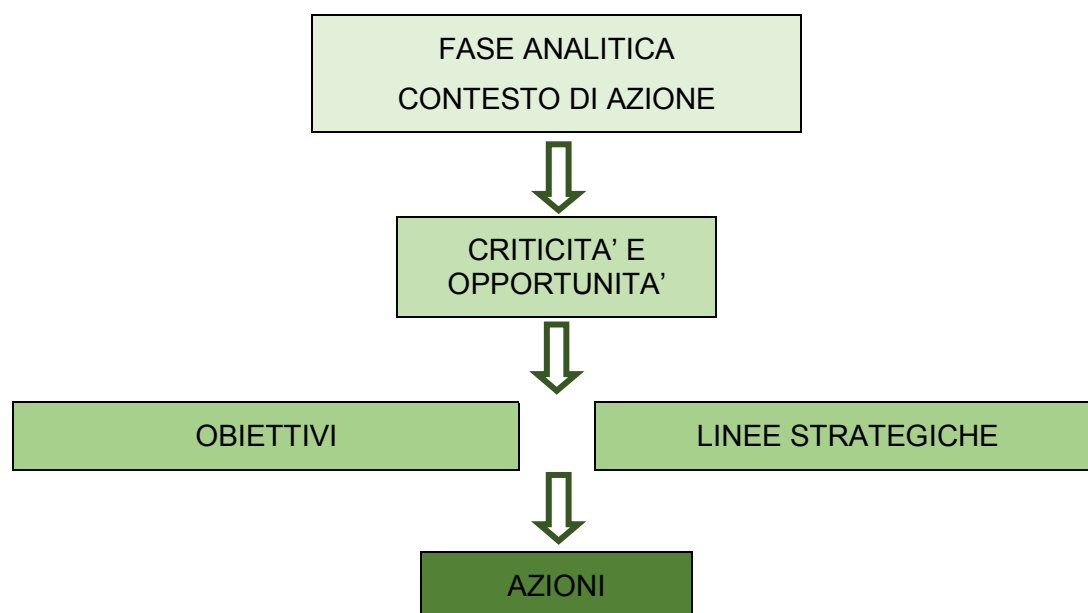 FASE ANALITICA
CONTESTO DI AZIONE
CRITICITA’ E
OPPORTUNITA’
OBIETTIVI
LINEE STRATEGICHE
AZIONI